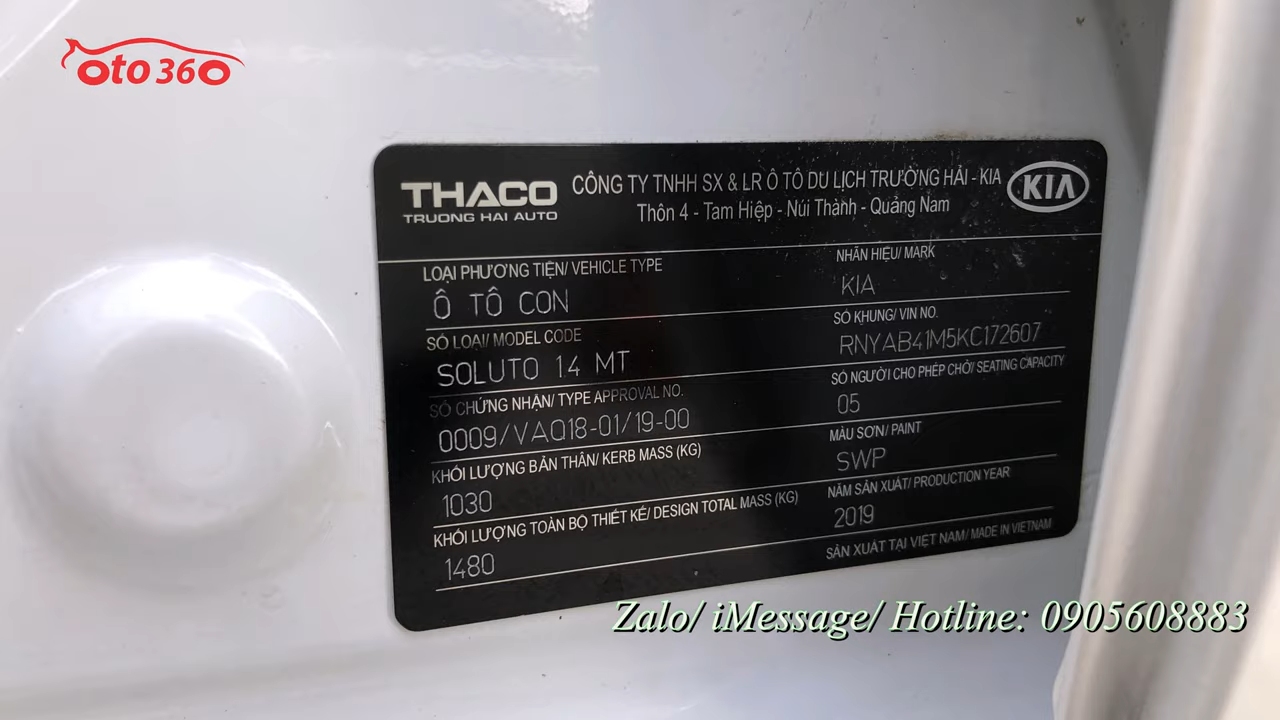 oto 360
THACO
TRUONG HAI AUTO
CÔNG TY TNHH SX & LR Ô TÔ DU LỊCH TRƯỜNG HẢI - KIA
Thôn 4 - Tam Hiệp - Núi Thành - Quảng Nam
KIA
LOẠI PHƯƠNG TIỆN/ VEHICLE TYPE
Ô TÔ CON
NHÃN HIỆU/ MARK
KIA
SỐ LOẠI/ MODEL CODE
SOLUTO 14 MT
SỐ KHUNG/ VIN NO.
RNYAB41M5KC172607
SỐ CHỨNG NHẬN/ TYPE APPROVAL NO.
0009/VAQ18-01/19-00
SỐ NGƯỜI CHO PHÉP CHỞ/ SEATING CAPACITY
05
KHỐI LƯỢNG BẢN THÂN/ KERB MASS (KG)
1030
MÀU SƠN/ PAINT
SWP
KHỐI LƯỢNG TOÀN BỘ THIẾT KẾ/ DESIGN TOTAL MASS (KG)
1480
NĂM SẢN XUẤT/ PRODUCTION YEAR
2019
SẢN XUẤT TẠI VIỆT NAM/ MADE IN VIETNAM
Zalo/ iMessage/ Hotline: 0905608883